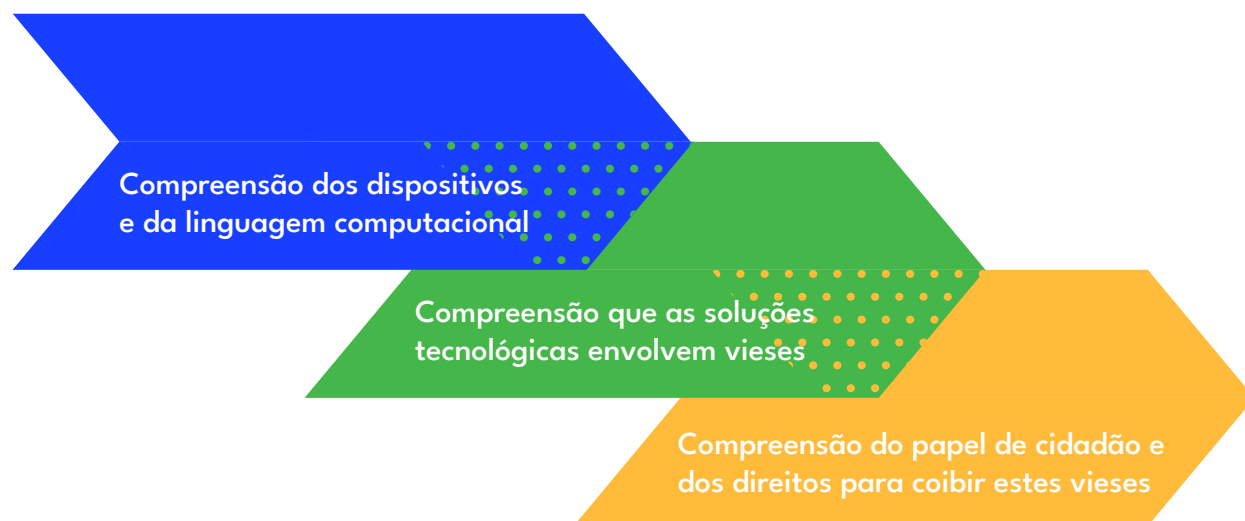 Compreensão dos dispositivos
e da linguagem computacional
Compreensão que as soluções
tecnológicas envolvem vieses
Compreensão do papel de cidadão e
dos direitos para coibir estes vieses